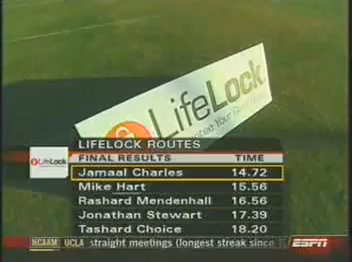 LifeLock
LIFELOCK ROUTES
LifeLock
FINAL RESULTS TIME
Jamaal Charles 14.72
Mike Hart 15.56
Rashard Mendenhall 16.56
Jonathan Stewart 17.39
Tashard Choice 18.20
NCAAM UCLA straight meetings (longest streak since ESPN